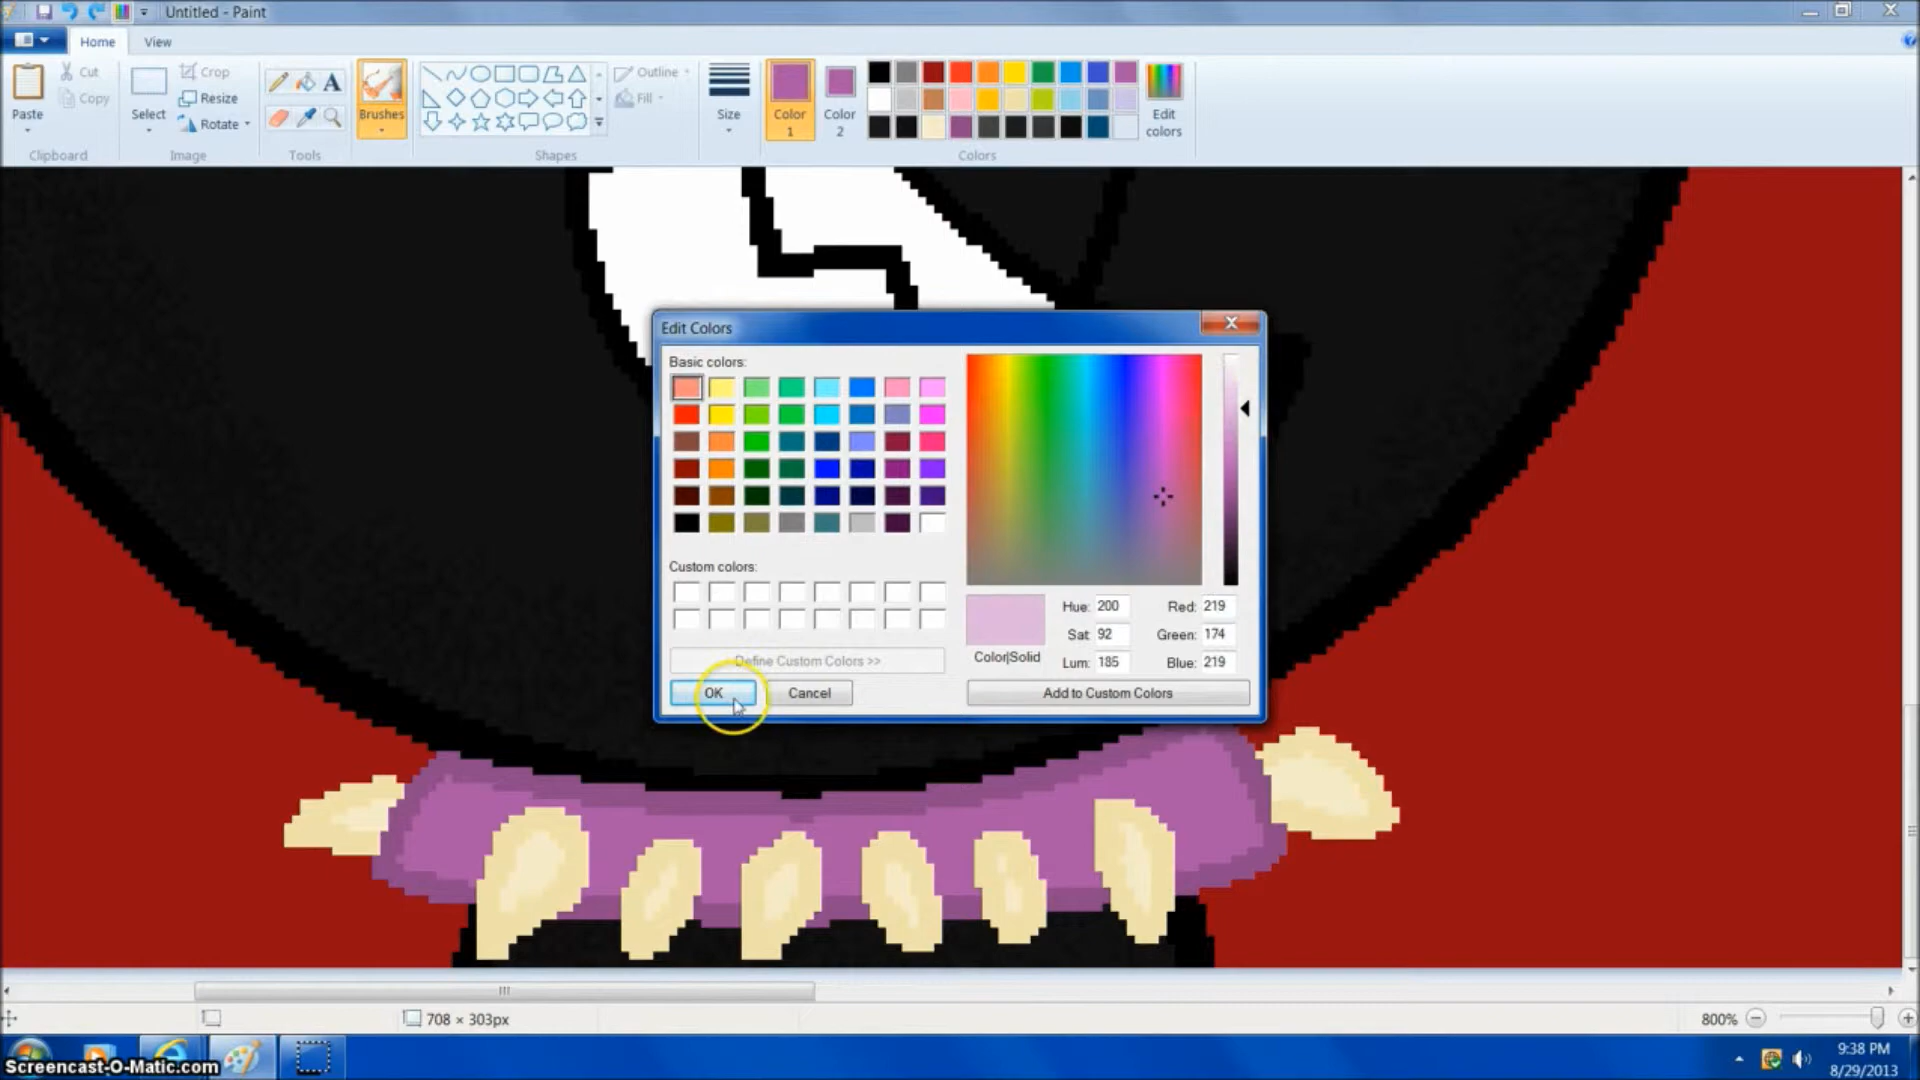 Untitled - Paint
Home View
Paste Cut Copy
Clipboard
Select Crop Resize Rotate
Image
A
Tools
Brushes
Outline
Fill
Shapes
Size
Color 1
Color 2
Edit colors
Colors
Edit Colors
Basic colors:
Custom colors:
Define Custom Colors >>
OK Cancel
Color|Solid
Hue: 200 Red: 219
Sat: 92 Green: 174
Lum: 185 Blue: 219
Add to Custom Colors
708 × 303px
800%
Screencast-O-Matic.com
9:38 PM
8/29/2013